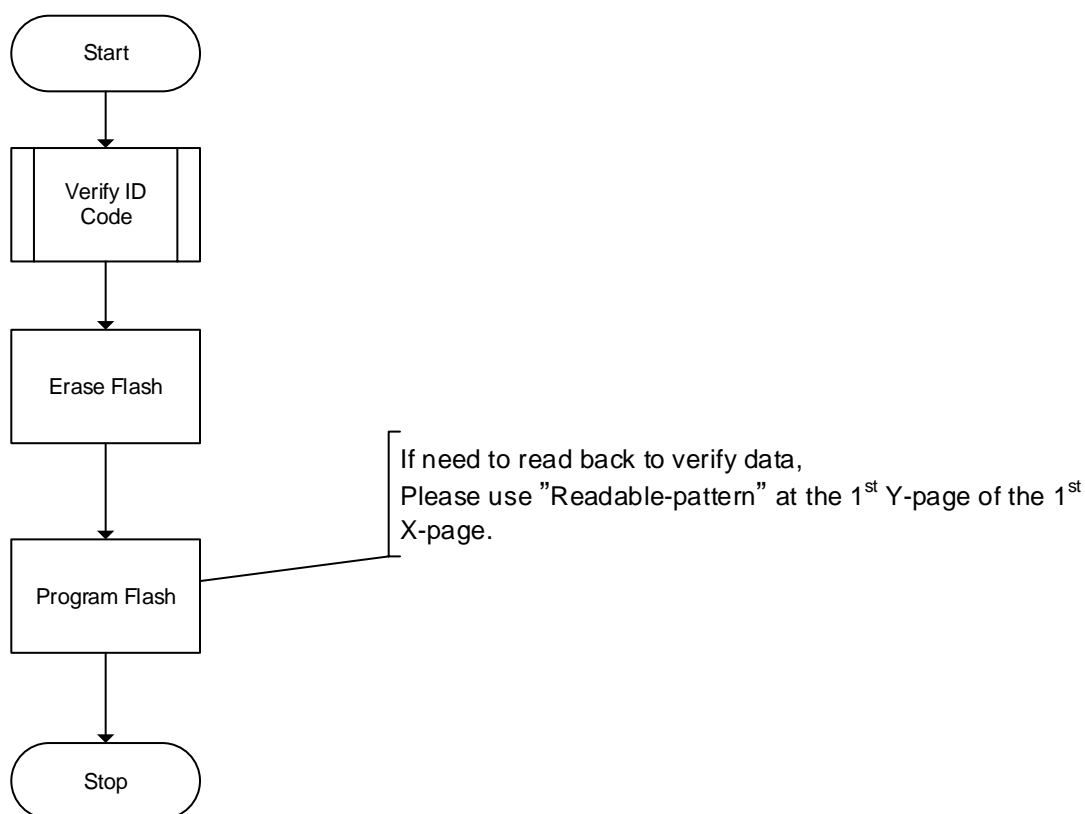 Start
Verify ID
Code
Erase Flash
If need to read back to verify data,
Please use ”Readable-pattern” at the 1st Y-page of the 1st
X-page.
Program Flash
Stop